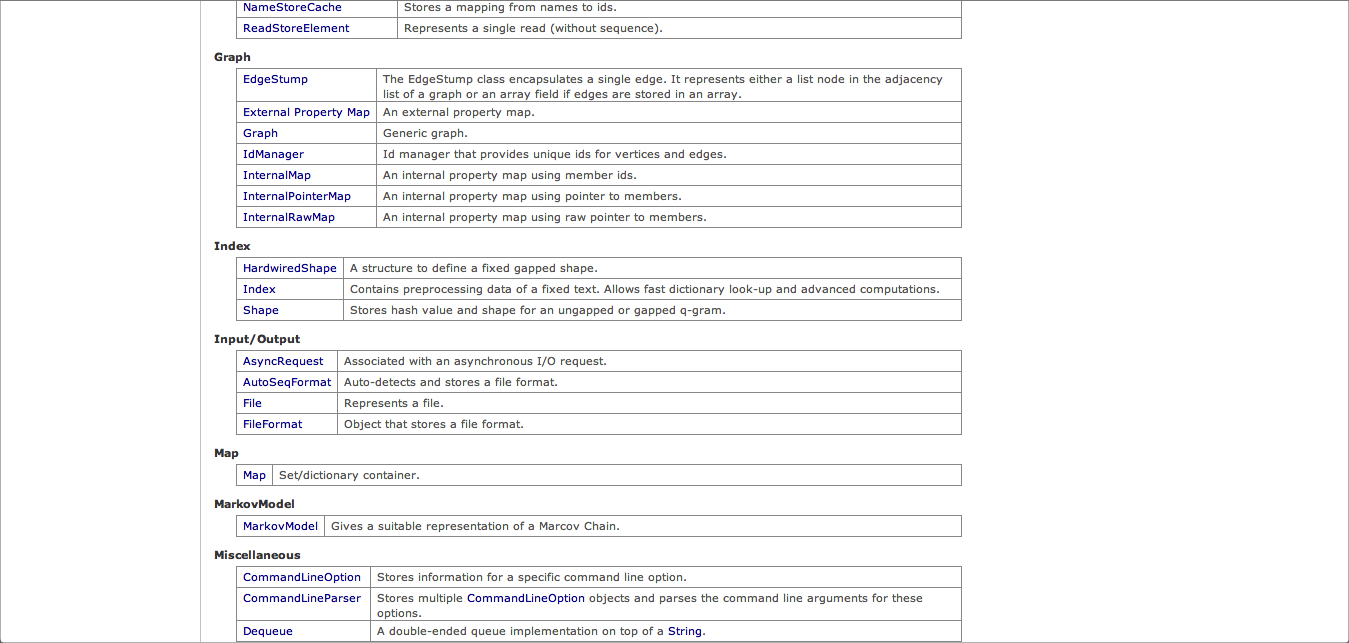 NameStoreCache Stores a mapping from names to ids.
ReadStoreElement Represents a single read (without sequence).
Graph
EdgeStump The EdgeStump class encapsulates a single edge. It represents either a list node in the adjacency
list of a graph or an array field if edges are stored in an array.
External Property Map An external property map.
Graph Generic graph.
IdManager Id manager that provides unique ids for vertices and edges.
InternalMap An internal property map using member ids.
InternalPointerMap An internal property map using pointer to members.
InternalRawMap An internal property map using raw pointer to members.
Index
HardwiredShape A structure to define a fixed gapped shape.
Index Contains preprocessing data of a fixed text. Allows fast dictionary look-up and advanced computations.
Shape Stores hash value and shape for an ungapped or gapped q-gram.
Input/Output
AsyncRequest Associated with an asynchronous I/O request.
AutoSeqFormat Auto-detects and stores a file format.
File Represents a file.
FileFormat Object that stores a file format.
Map
Map Set/dictionary container.
MarkovModel
MarkovModel Gives a suitable representation of a Marcov Chain.
Miscellaneous
CommandLineOption Stores information for a specific command line option.
CommandLineParser Stores multiple CommandLineOption objects and parses the command line arguments for these
options.
Dequeue A double-ended queue implementation on top of a String.